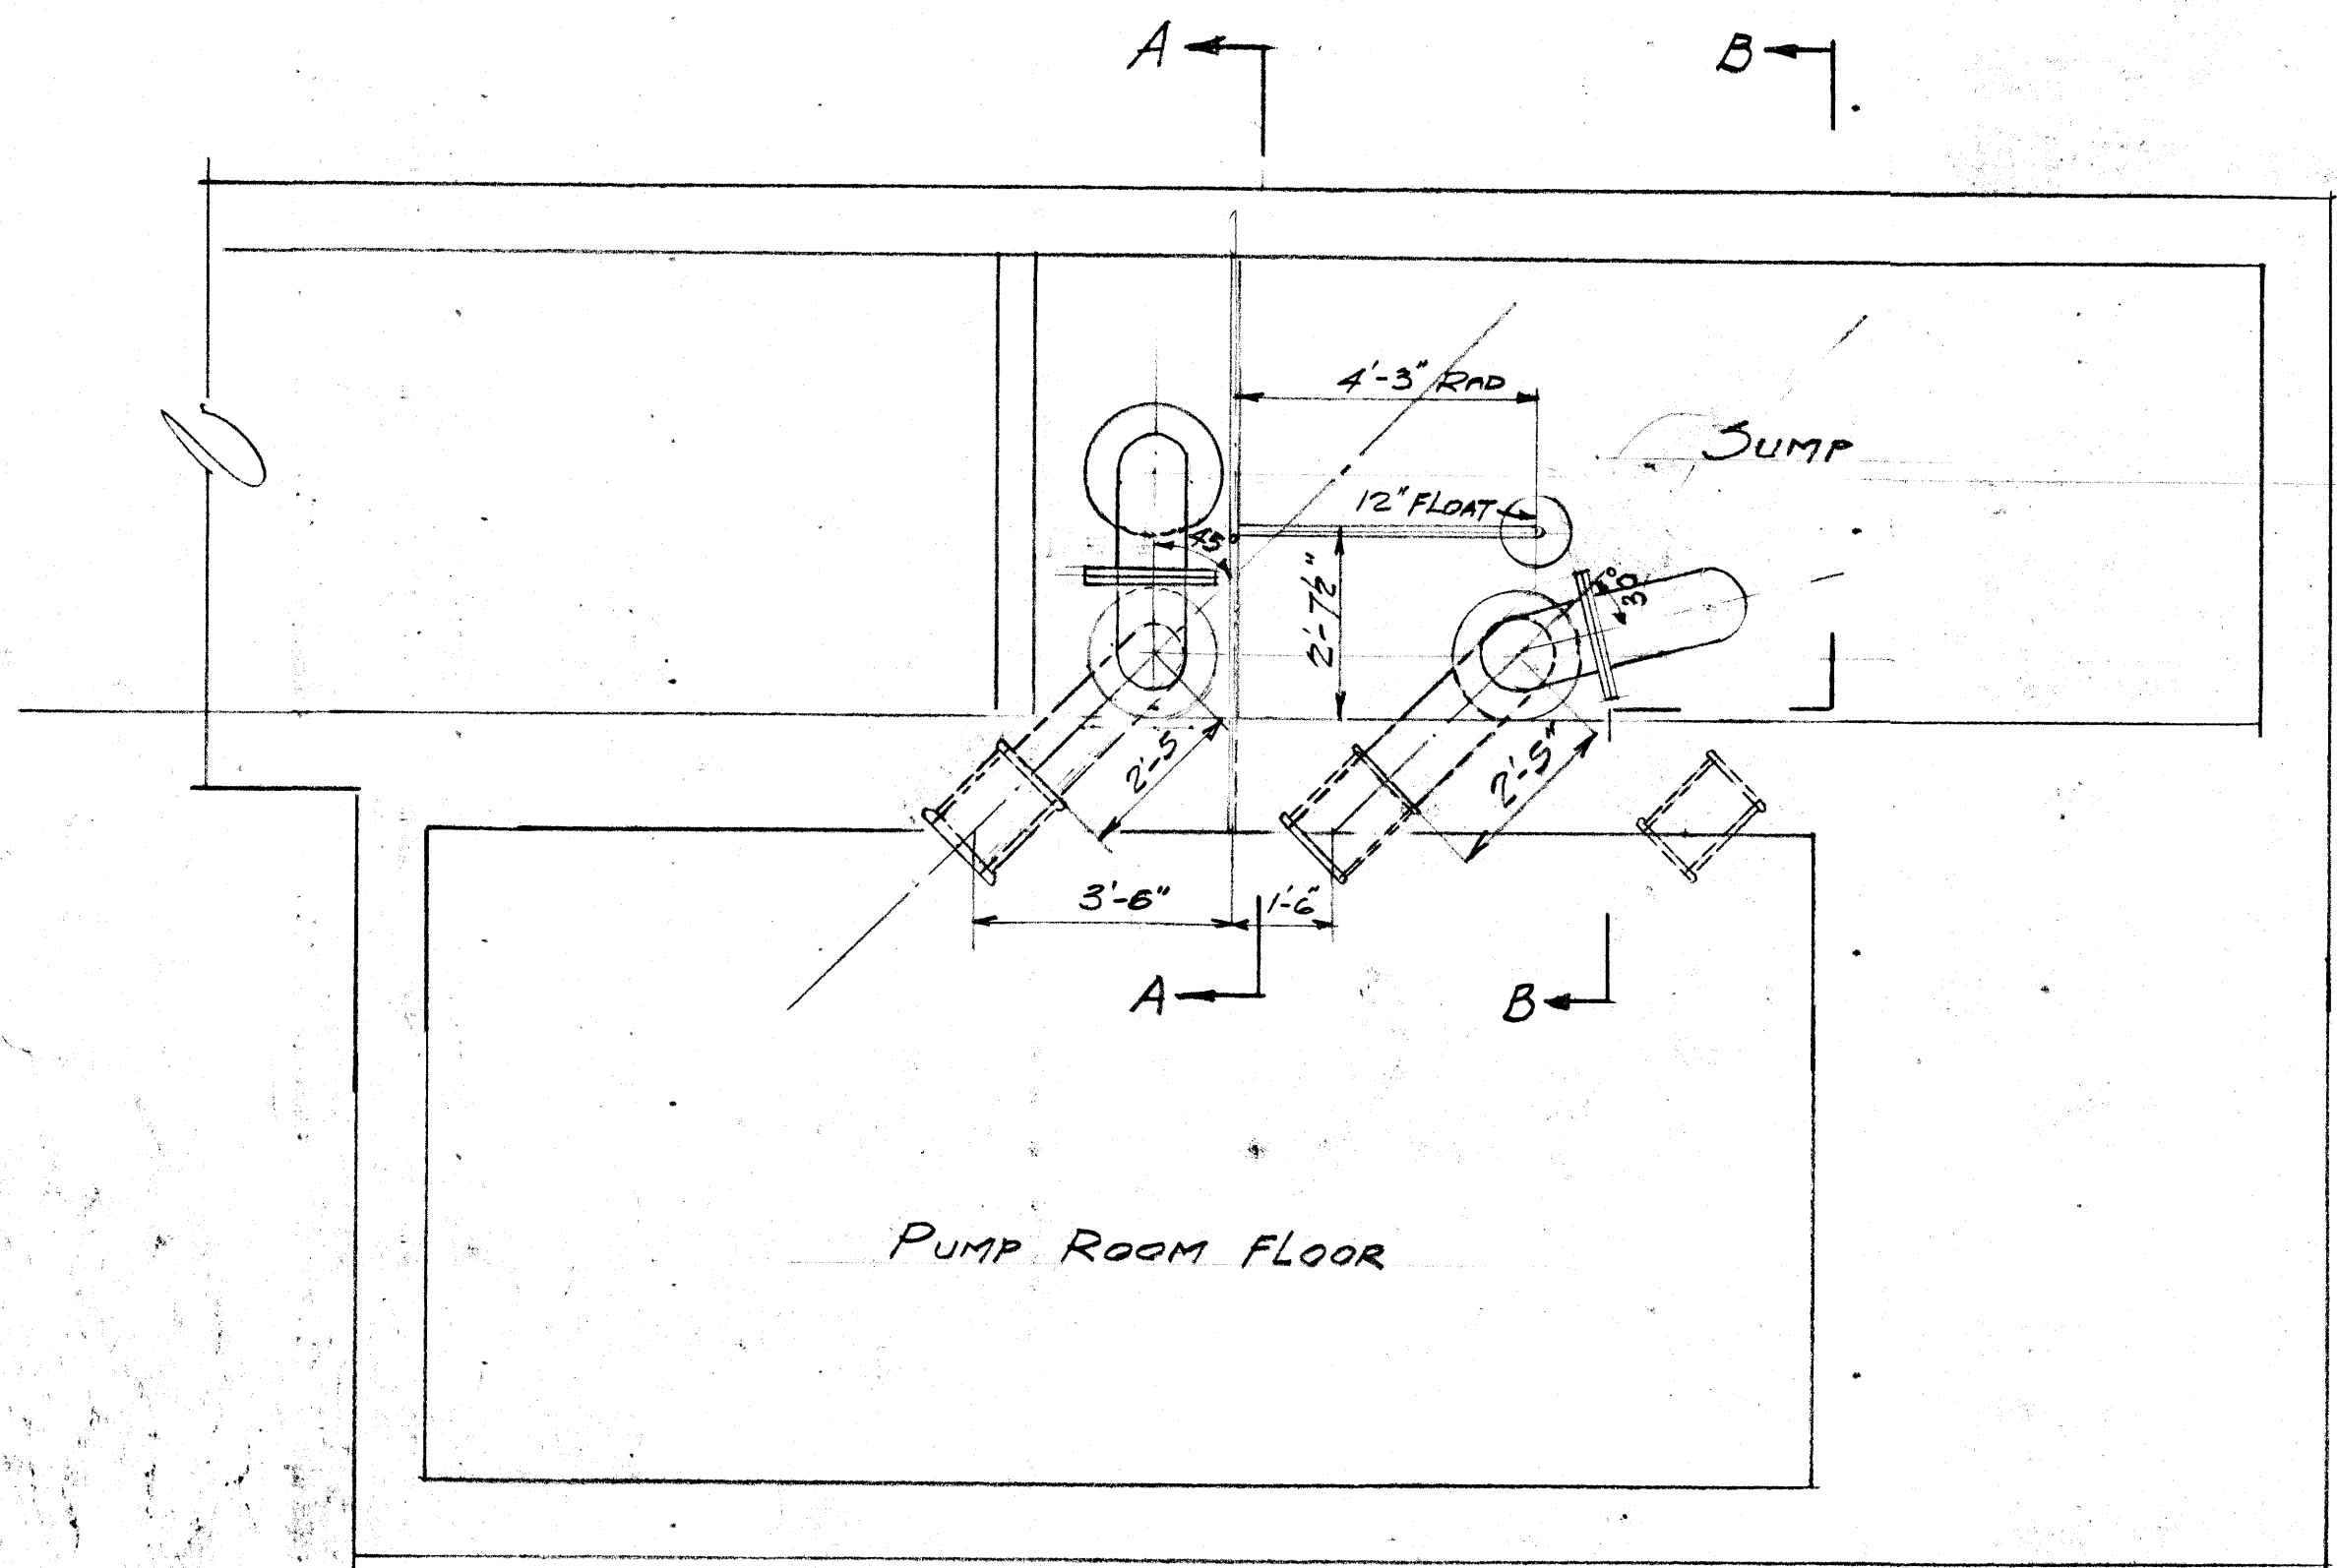 A
B
4'-3" RAD
SUMP
12" FLOAT
45°
30°
2'-7½"
2'-5
2'-5"
3'-6"
1'-6"
A
B
PUMP ROOM FLOOR